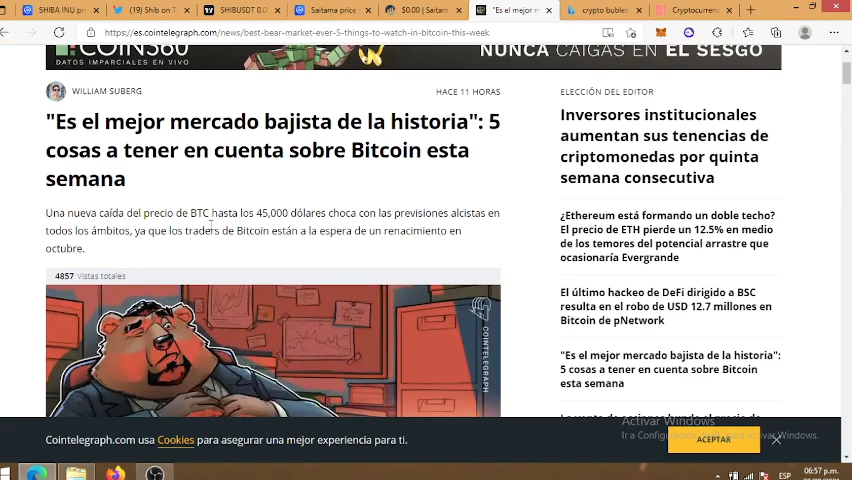 SHIBA INU pr
(19) Shib on T
SHIBUSDT 0.0
Saitama price
$0.00 | Saitam
"Es el mejor m
crypto bubles
Cryptocurrenc
https://es.cointelegraph.com/news/best-bear-market-ever-5-things-to-watch-in-bitcoin-this-week
COIN360
DATOS IMPARCIALES EN VIVO
NUNCA CAIGAS EN EL SESGO
WILLIAM SUBERG
HACE 11 HORAS
"Es el mejor mercado bajista de la historia": 5
cosas a tener en cuenta sobre Bitcoin esta
semana
Una nueva caída del precio de BTC hasta los 45,000 dólares choca con las previsiones alcistas en
todos los ámbitos, ya que los traders de Bitcoin están a la espera de un renacimiento en
octubre.
4857 Vistas totales
COINTELEGRAPH
ELECCIÓN DEL EDITOR
Inversores institucionales
aumentan sus tenencias de
criptomonedas por quinta
semana consecutiva
¿Ethereum está formando un doble techo?
El precio de ETH pierde un 12.5% en medio
de los temores del potencial arrastre que
ocasionaría Evergrande
El último hackeo de DeFi dirigido a BSC
resulta en el robo de USD 12.7 millones en
Bitcoin de pNetwork
"Es el mejor mercado bajista de la historia":
5 cosas a tener en cuenta sobre Bitcoin
esta semana
Activar Windows
Ir a Configuración para activar Windows.
Cointelegraph.com usa Cookies para asegurar una mejor experiencia para ti.
ACEPTAR
ESP
06:57 p.m.